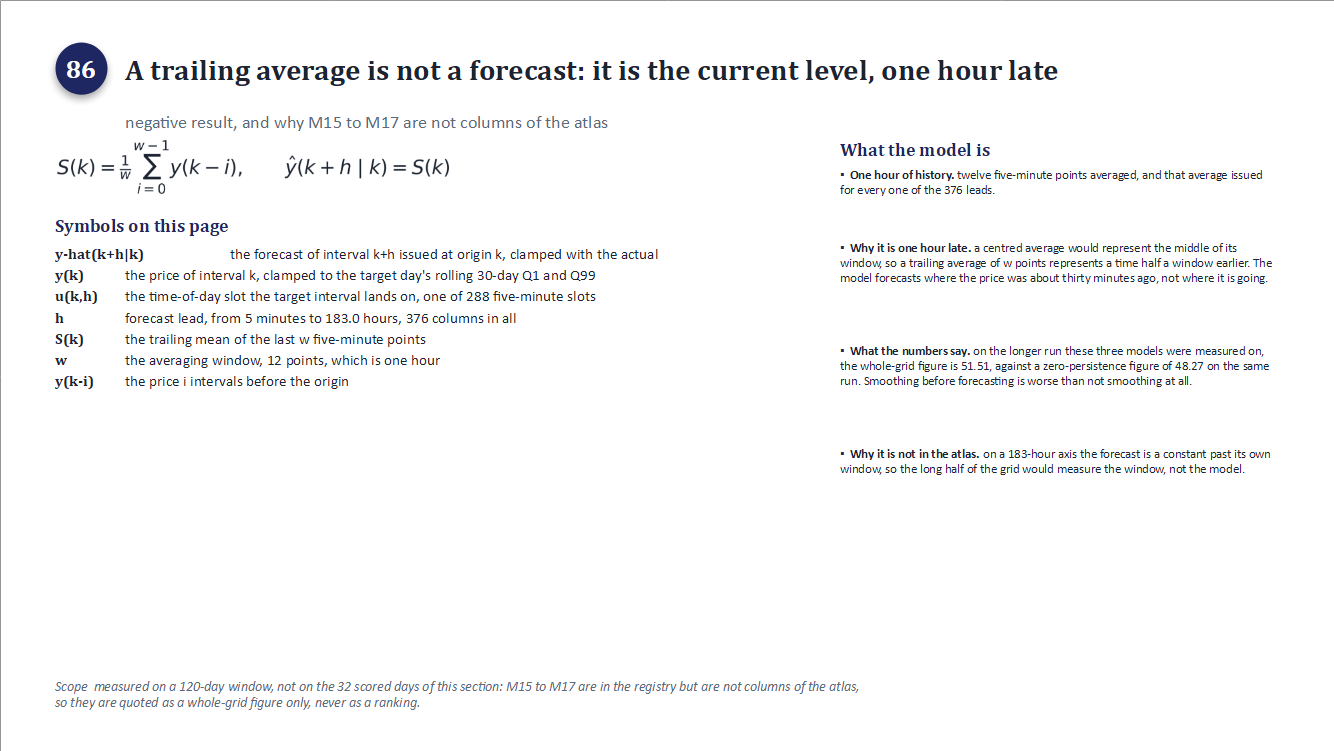 86
A trailing average is not a forecast: it is the current level, one hour late
negative result, and why M15 to M17 are not columns of the atlas
S(k) = 1/w ∑_{i=0}^{w−1} y(k − i), ŷ(k + h | k) = S(k)
Symbols on this page
y-hat(k+h|k) the forecast of interval k+h issued at origin k, clamped with the actual
y(k) the price of interval k, clamped to the target day's rolling 30-day Q1 and Q99
u(k,h) the time-of-day slot the target interval lands on, one of 288 five-minute slots
h forecast lead, from 5 minutes to 183.0 hours, 376 columns in all
S(k) the trailing mean of the last w five-minute points
w the averaging window, 12 points, which is one hour
y(k-i) the price i intervals before the origin
What the model is
▪ One hour of history. twelve five-minute points averaged, and that average issued
for every one of the 376 leads.
▪ Why it is one hour late. a centred average would represent the middle of its
window, so a trailing average of w points represents a time half a window earlier. The
model forecasts where the price was about thirty minutes ago, not where it is going.
▪ What the numbers say. on the longer run these three models were measured on,
the whole-grid figure is 51.51, against a zero-persistence figure of 48.27 on the same
run. Smoothing before forecasting is worse than not smoothing at all.
▪ Why it is not in the atlas. on a 183-hour axis the forecast is a constant past its own
window, so the long half of the grid would measure the window, not the model.
Scope measured on a 120-day window, not on the 32 scored days of this section: M15 to M17 are in the registry but are not columns of the atlas,
so they are quoted as a whole-grid figure only, never as a ranking.